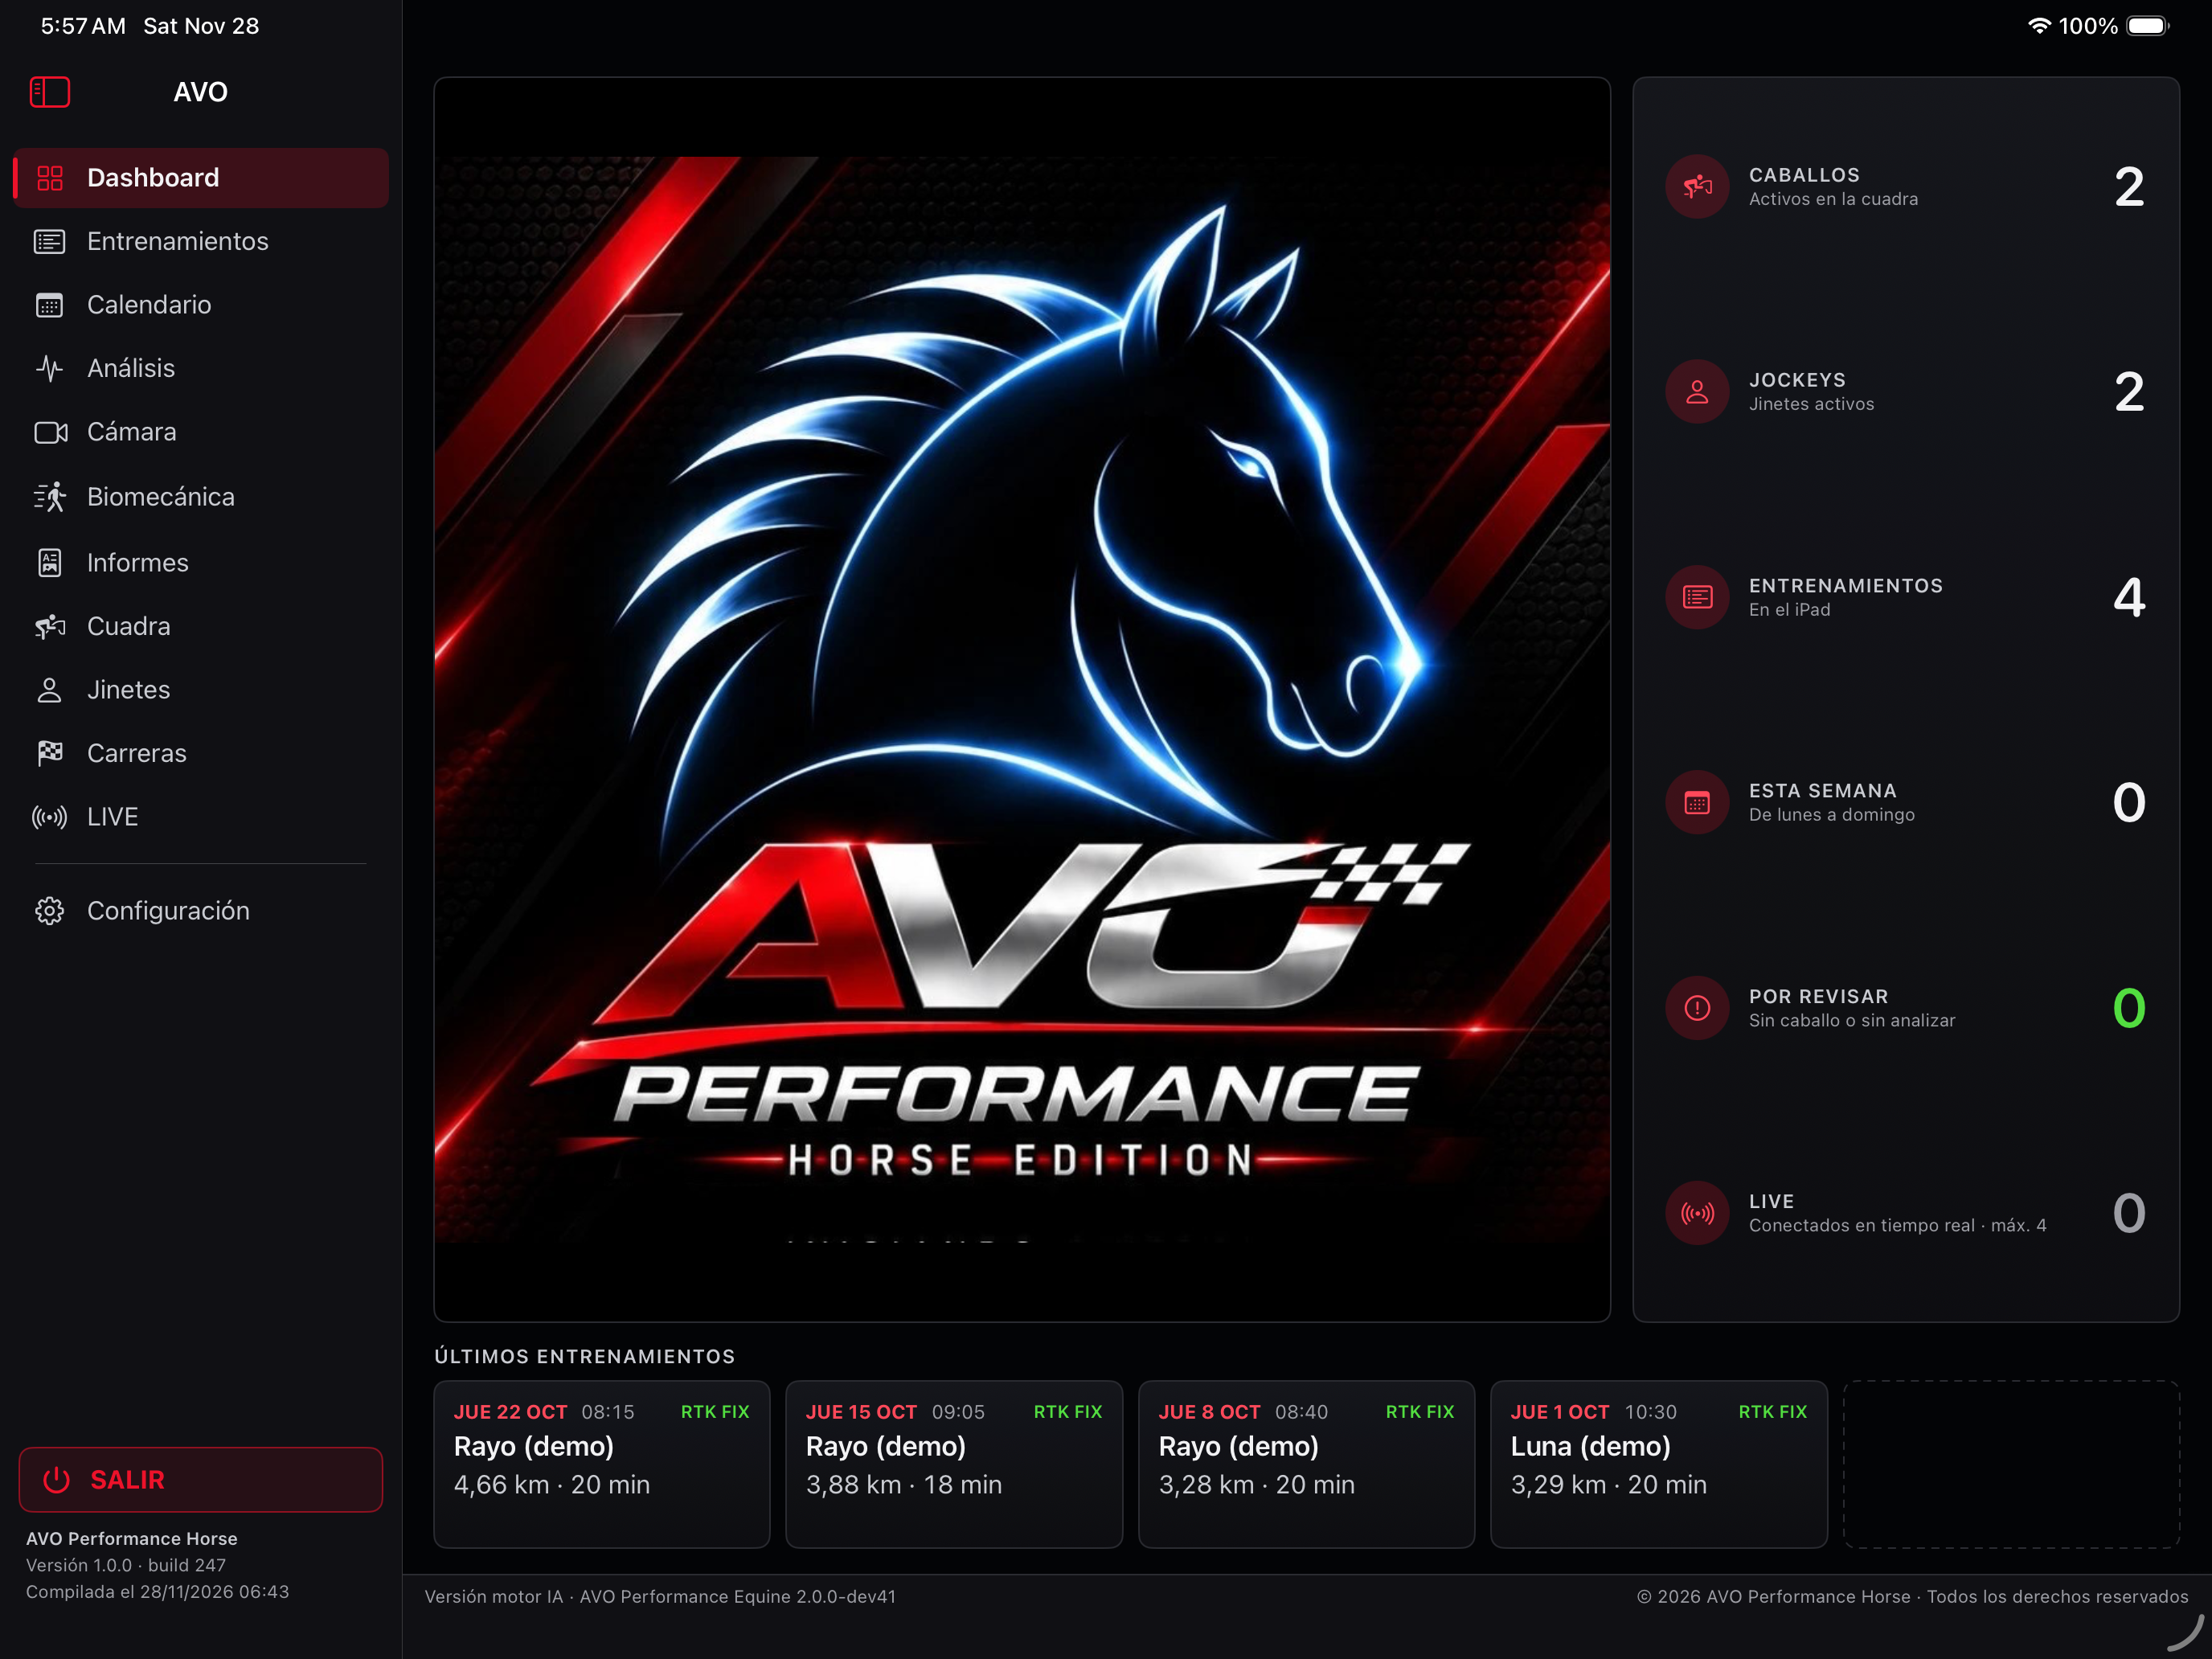 5:57 AM Sat Nov 28
100%
AVO
Dashboard
Entrenamientos
Calendario
Análisis
Cámara
Biomecánica
Informes
Cuadra
Jinetes
Carreras
LIVE
Configuración
SALIR
AVO Performance Horse
Versión 1.0.0 · build 247
Compilada el 28/11/2026 06:43
AVO
PERFORMANCE
HORSE EDITION
CABALLOS
Activos en la cuadra
2
JOCKEYS
Jinetes activos
2
ENTRENAMIENTOS
En el iPad
4
ESTA SEMANA
De lunes a domingo
0
POR REVISAR
Sin caballo o sin analizar
0
LIVE
Conectados en tiempo real · máx. 4
0
ÚLTIMOS ENTRENAMIENTOS
JUE 22 OCT 08:15 RTK FIX
Rayo (demo)
4,66 km · 20 min
JUE 15 OCT 09:05 RTK FIX
Rayo (demo)
3,88 km · 18 min
JUE 8 OCT 08:40 RTK FIX
Rayo (demo)
3,28 km · 20 min
JUE 1 OCT 10:30 RTK FIX
Luna (demo)
3,29 km · 20 min
Versión motor IA · AVO Performance Equine 2.0.0-dev41
© 2026 AVO Performance Horse · Todos los derechos reservados